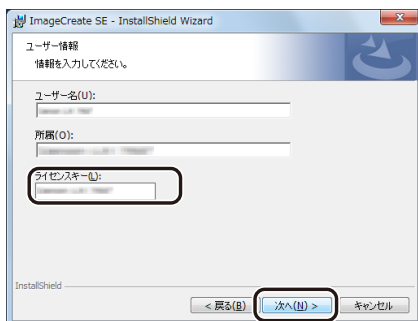 ImageCreate SE - InstallShield Wizard
ユーザー情報
情報を入力してください。
ユーザー名(U):
所属(O):
ライセンスキー(L):
InstallShield
< 戻る(B)
次へ(N) >
キャンセル